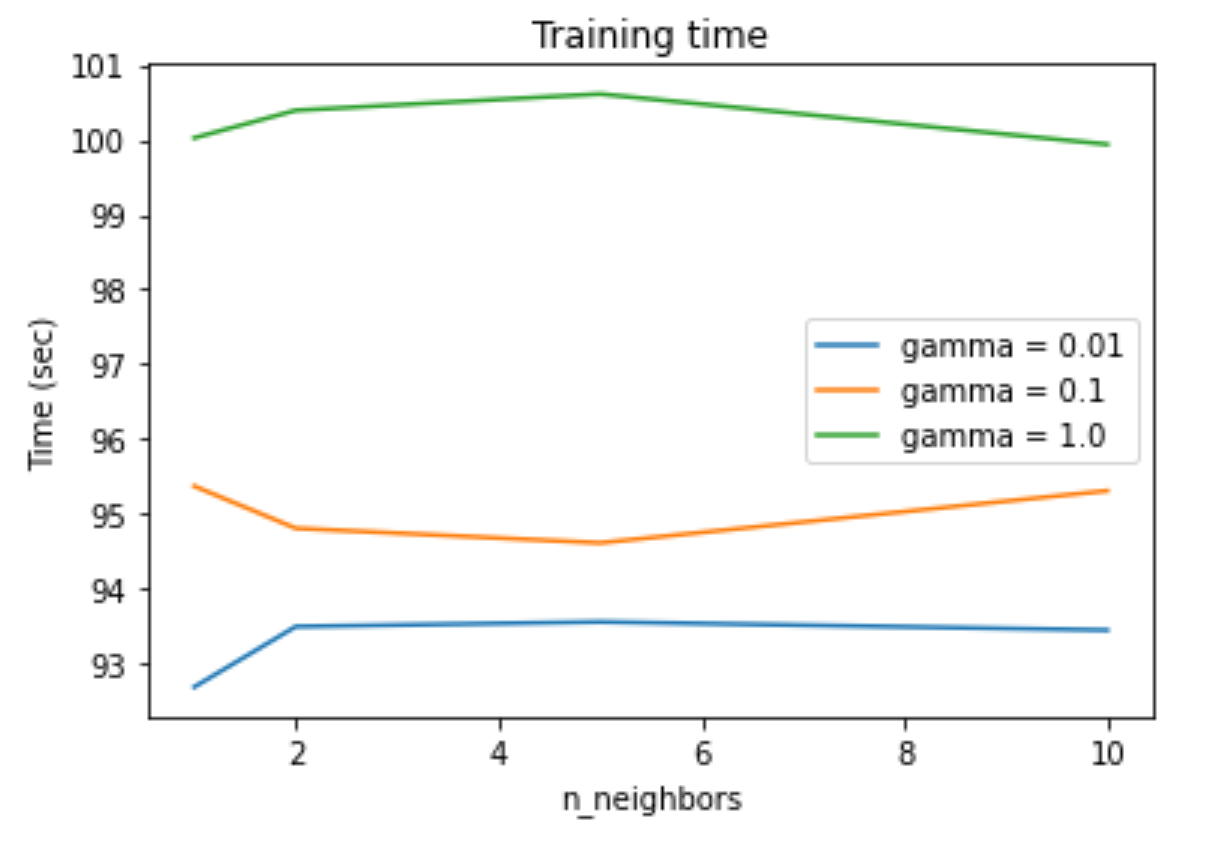 Training time
101
100
99
98
97
96
95
94
93
Time (sec)
gamma = 0.01
gamma = 0.1
gamma = 1.0
2 4 6 8 10
n_neighbors